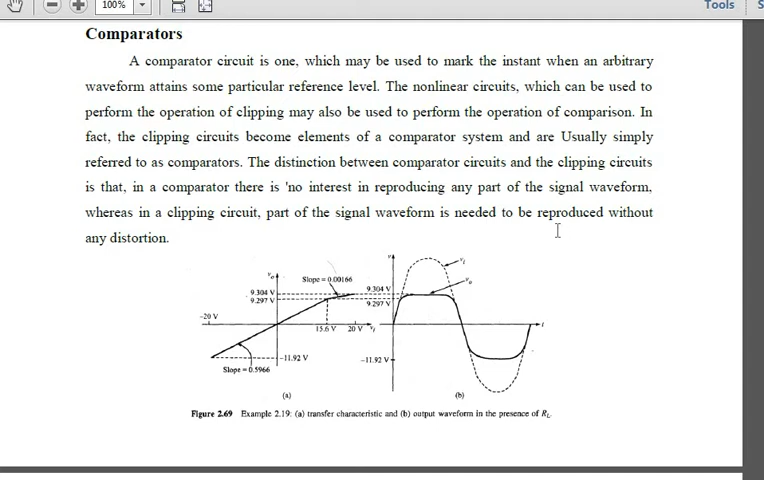 100%
Tools
S
Comparators
A comparator circuit is one, which may be used to mark the instant when an arbitrary
waveform attains some particular reference level. The nonlinear circuits, which can be used to
perform the operation of clipping may also be used to perform the operation of comparison. In
fact, the clipping circuits become elements of a comparator system and are Usually simply
referred to as comparators. The distinction between comparator circuits and the clipping circuits
is that, in a comparator there is 'no interest in reproducing any part of the signal waveform,
whereas in a clipping circuit, part of the signal waveform is needed to be reproduced without
any distortion.
vo
Slope = 0.00166
9.304 V
9.297 V
-20 V
15.6 V
20 V
vi
-11.92 V
Slope = 0.5966
(a)
v
vi
vo
9.304 V
9.297 V
t
-11.92 V
(b)
Figure 2.69 Example 2.19: (a) transfer characteristic and (b) output waveform in the presence of RL.